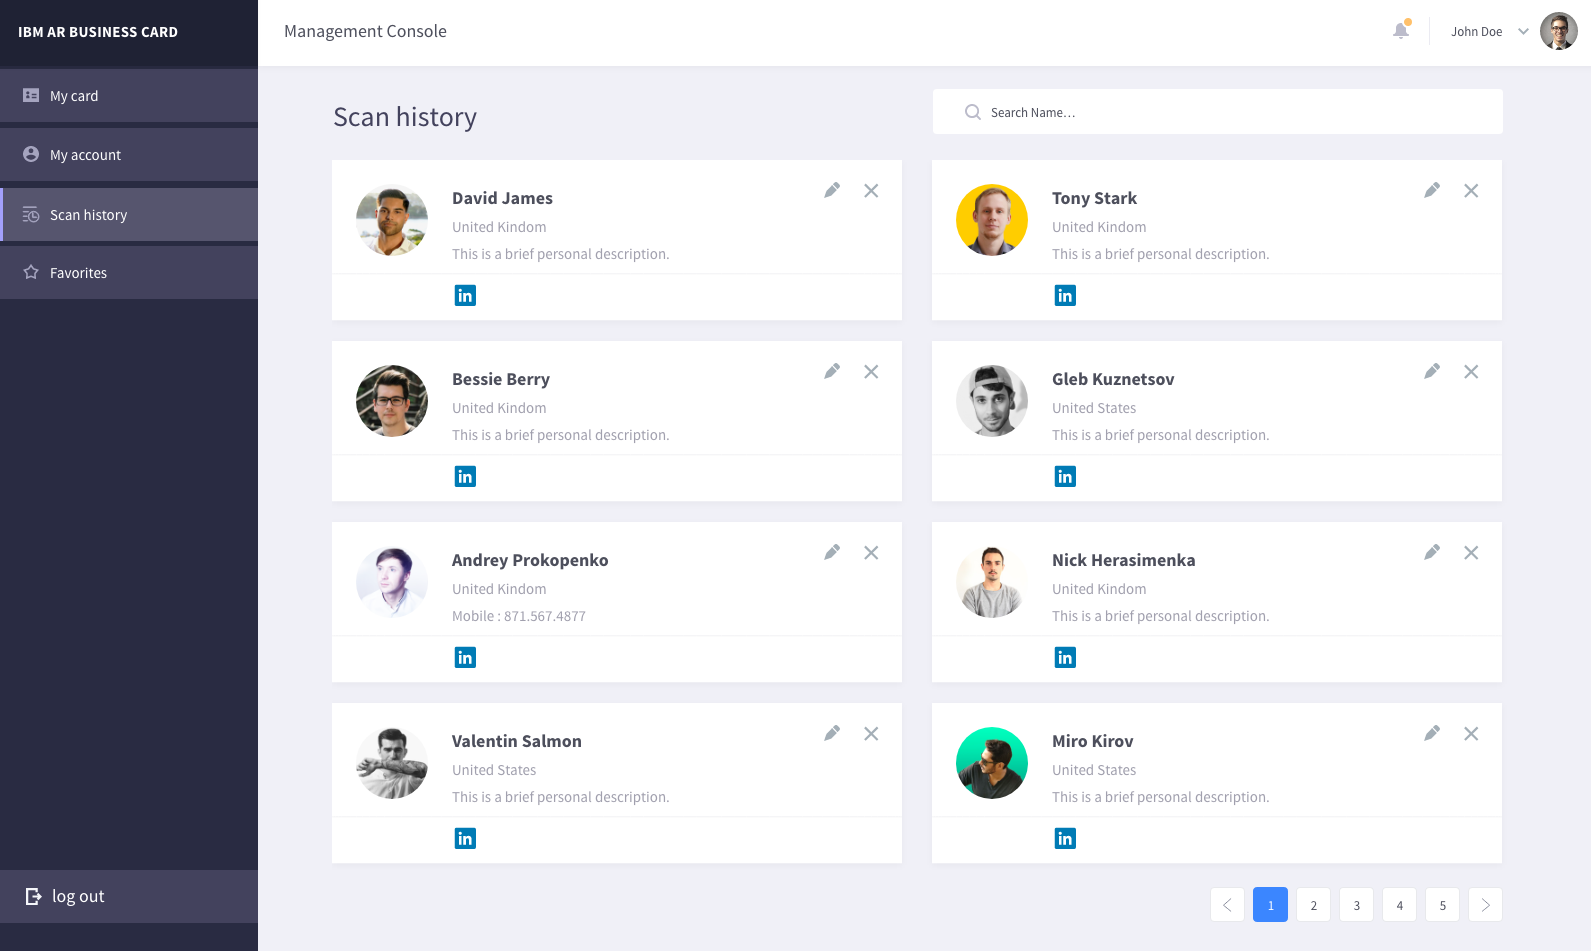 IBM AR BUSINESS CARD
Management Console
John Doe
My card
My account
Scan history
Favorites
log out
Scan history
Search Name...
David James
United Kindom
This is a brief personal description.
in
Tony Stark
United Kindom
This is a brief personal description.
in
Bessie Berry
United Kindom
This is a brief personal description.
in
Gleb Kuznetsov
United States
This is a brief personal description.
in
Andrey Prokopenko
United Kindom
Mobile : 871.567.4877
in
Nick Herasimenka
United Kindom
This is a brief personal description.
in
Valentin Salmon
United States
This is a brief personal description.
in
Miro Kirov
United States
This is a brief personal description.
in
1 2 3 4 5